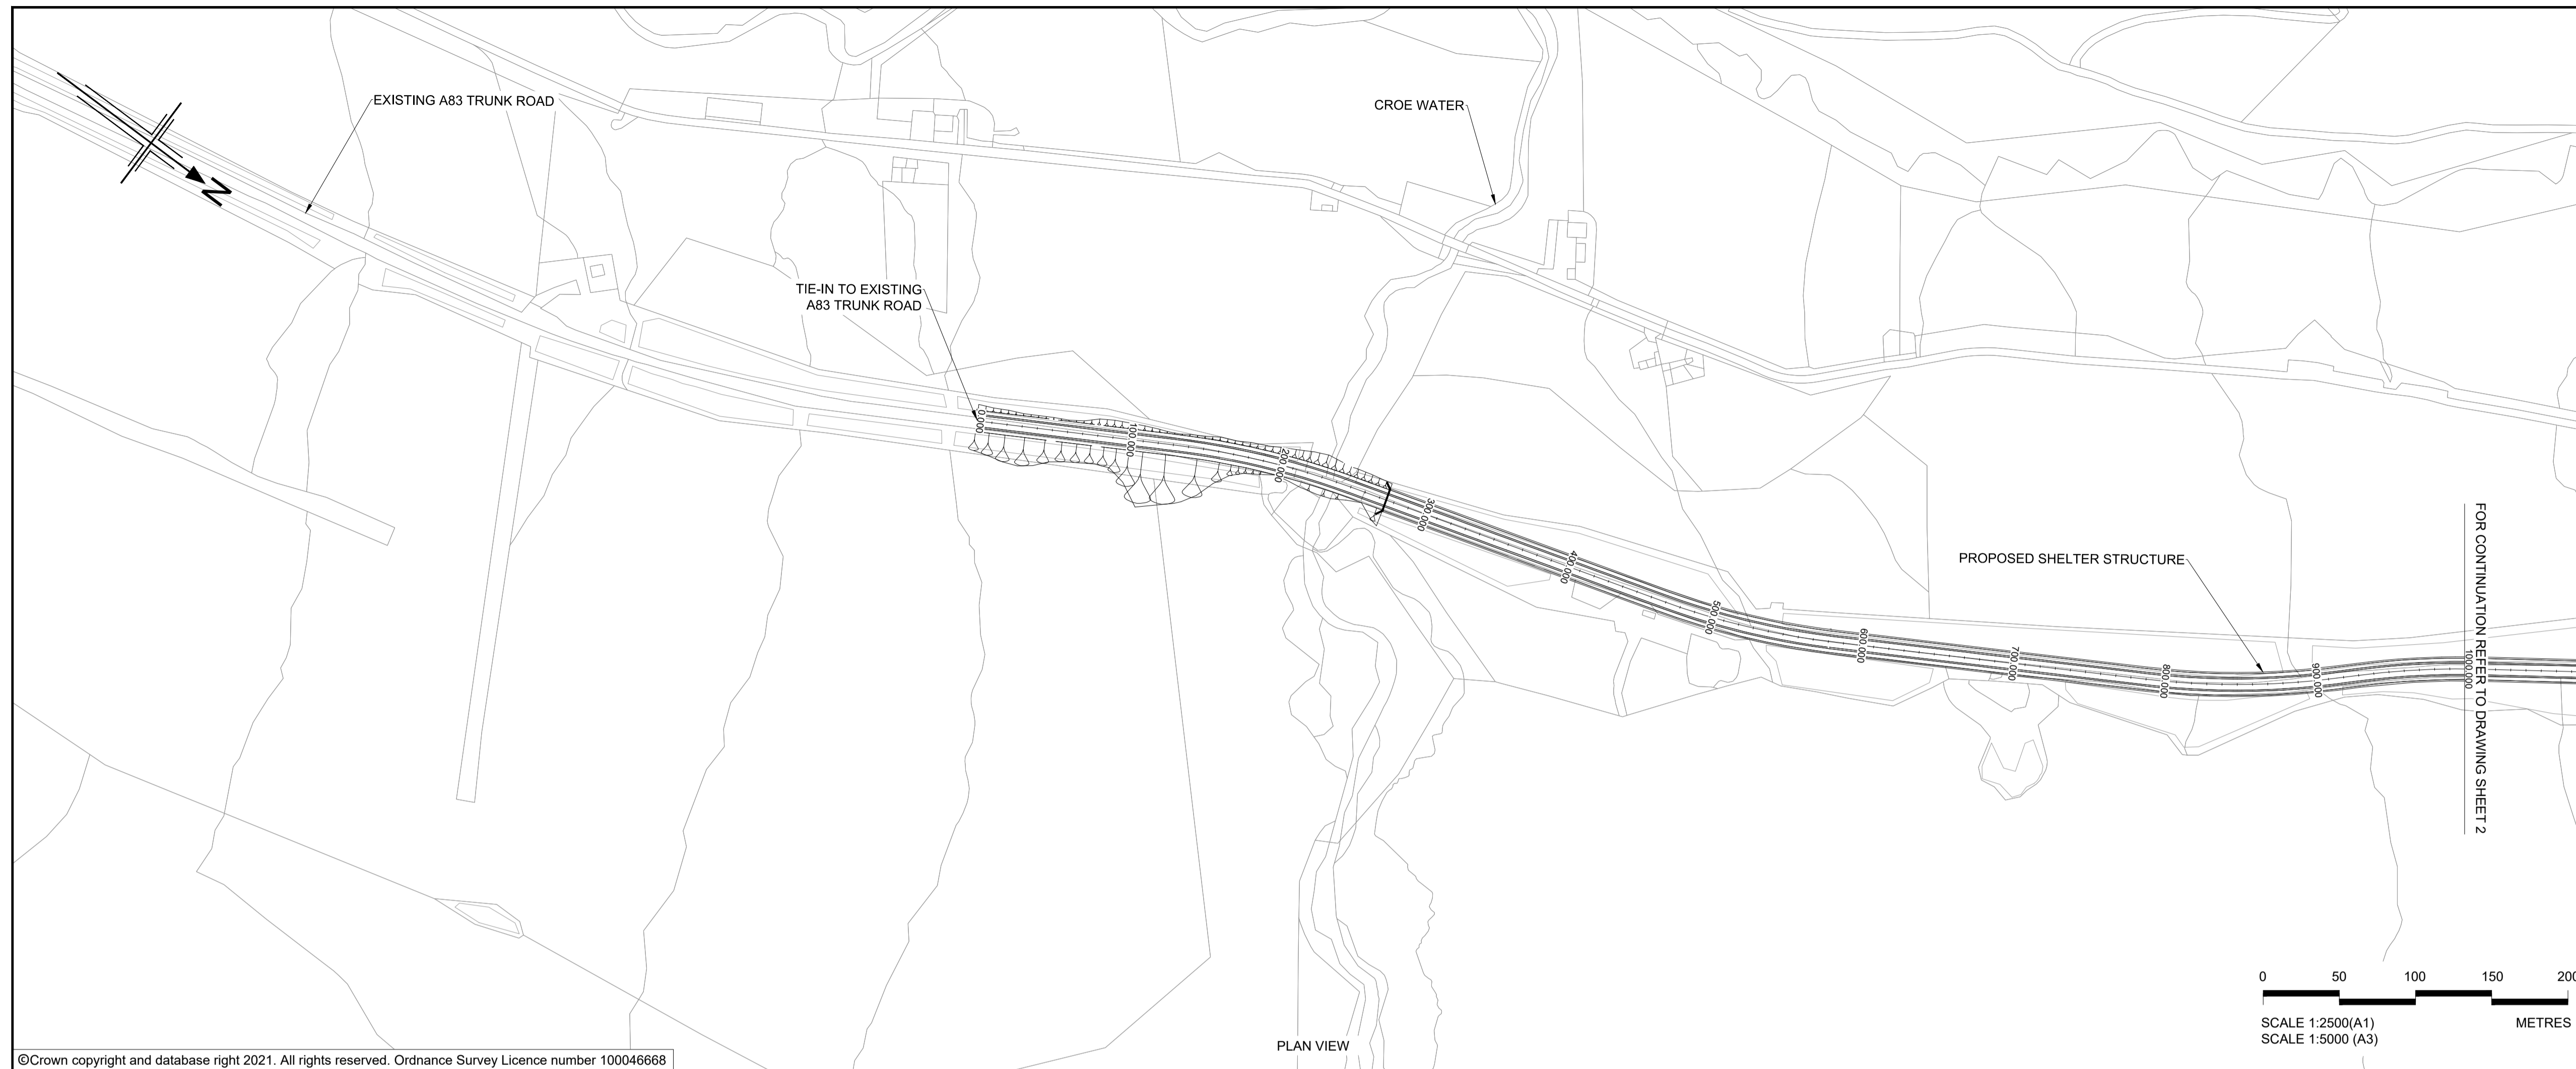 EXISTING A83 TRUNK ROAD
CROE WATER
N
TIE-IN TO EXISTING
A83 TRUNK ROAD
0.000
100.000
200.000
300.000
400.000
500.000
600.000
700.000
800.000
900.000
1000.000
PROPOSED SHELTER STRUCTURE
FOR CONTINUATION REFER TO DRAWING SHEET 2
0 50 100 150 200
SCALE 1:2500(A1) METRES
SCALE 1:5000 (A3)
PLAN VIEW
©Crown copyright and database right 2021. All rights reserved. Ordnance Survey Licence number 100046668